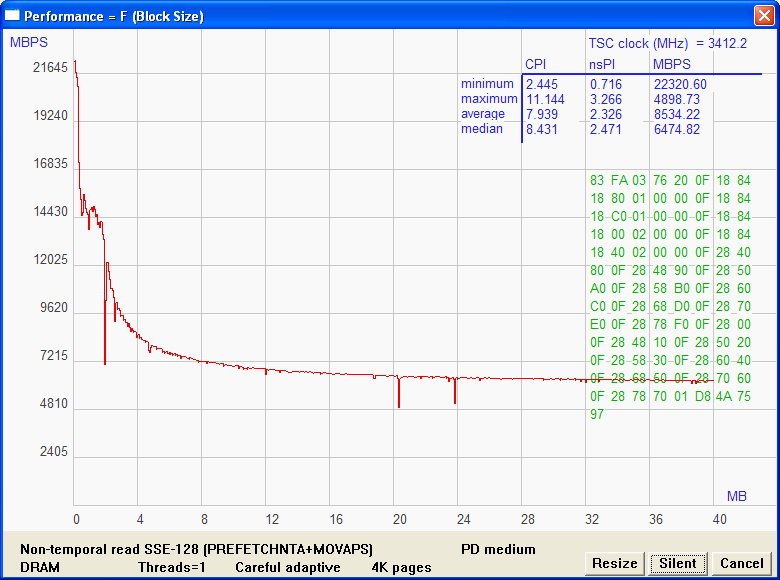 Performance = F (Block Size)
MBPS
TSC clock (MHz) = 3412.2
CPI nsPI MBPS
minimum 2.445 0.716 22320.60
maximum 11.144 3.266 4898.73
average 7.939 2.326 8534.22
median 8.431 2.471 6474.82
21645
19240
16835
14430
12025
9620
7215
4810
2405
83 FA 03 76 20 0F 18 84
18 80 01 00 00 0F 18 84
18 C0 01 00 00 0F 18 84
18 00 02 00 00 0F 18 84
18 40 02 00 00 0F 28 40
80 0F 28 48 90 0F 28 50
A0 0F 28 58 B0 0F 28 60
C0 0F 28 68 D0 0F 28 70
E0 0F 28 78 F0 0F 28 00
0F 28 48 10 0F 28 50 20
0F 28 58 30 0F 28 60 40
0F 28 68 50 0F 28 70 60
0F 28 78 70 01 D8 4A 75
97
MB
0 4 8 12 16 20 24 28 32 36 40
Non-temporal read SSE-128 (PREFETCHNTA+MOVAPS) PD medium
DRAM Threads=1 Careful adaptive 4K pages
Resize Silent Cancel